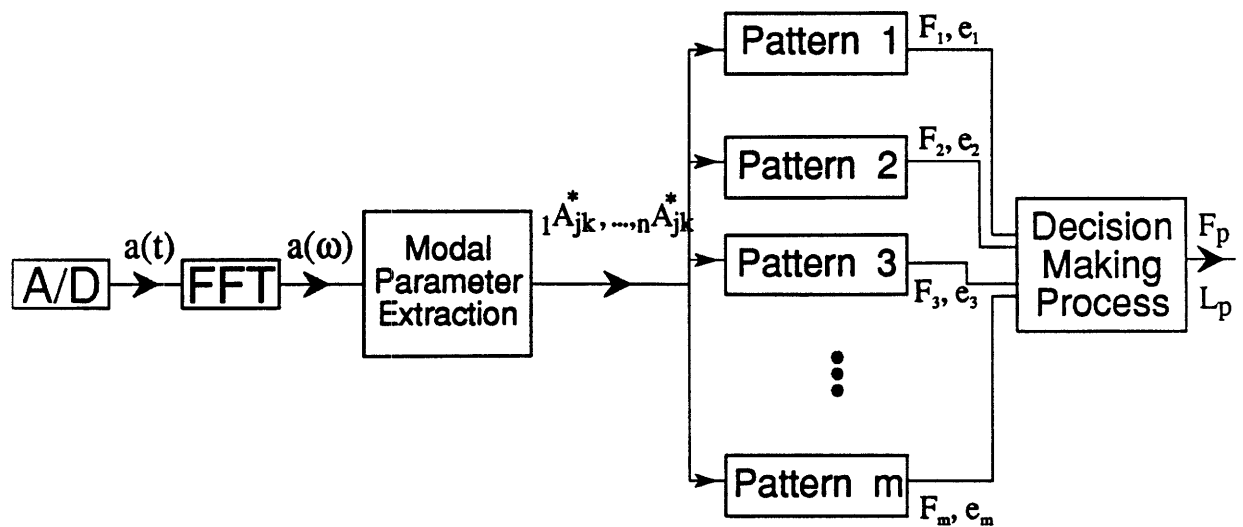 A/D
a(t)
FFT
a(ω)
Modal
Parameter
Extraction
₁A*jk, ...,ₙA*jk
Pattern 1
F₁, e₁
Pattern 2
F₂, e₂
Pattern 3
F₃, e₃
Pattern m
Fₘ, eₘ
Decision
Making
Process
Fₚ
Lₚ